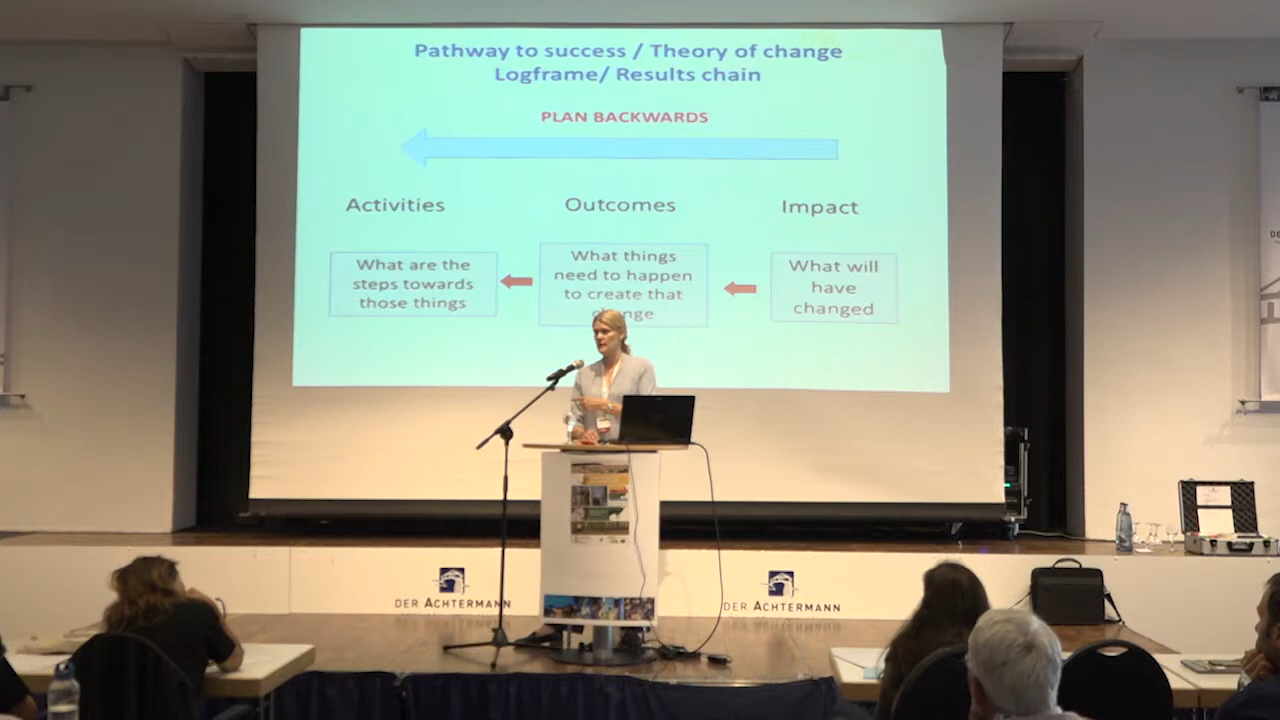 Pathway to success / Theory of change
Logframe/ Results chain
PLAN BACKWARDS
Activities
Outcomes
Impact
What are the
steps towards
those things
What things
need to happen
to create that
change
What will
have
changed
DER ACHTERMANN
DER ACHTERMANN